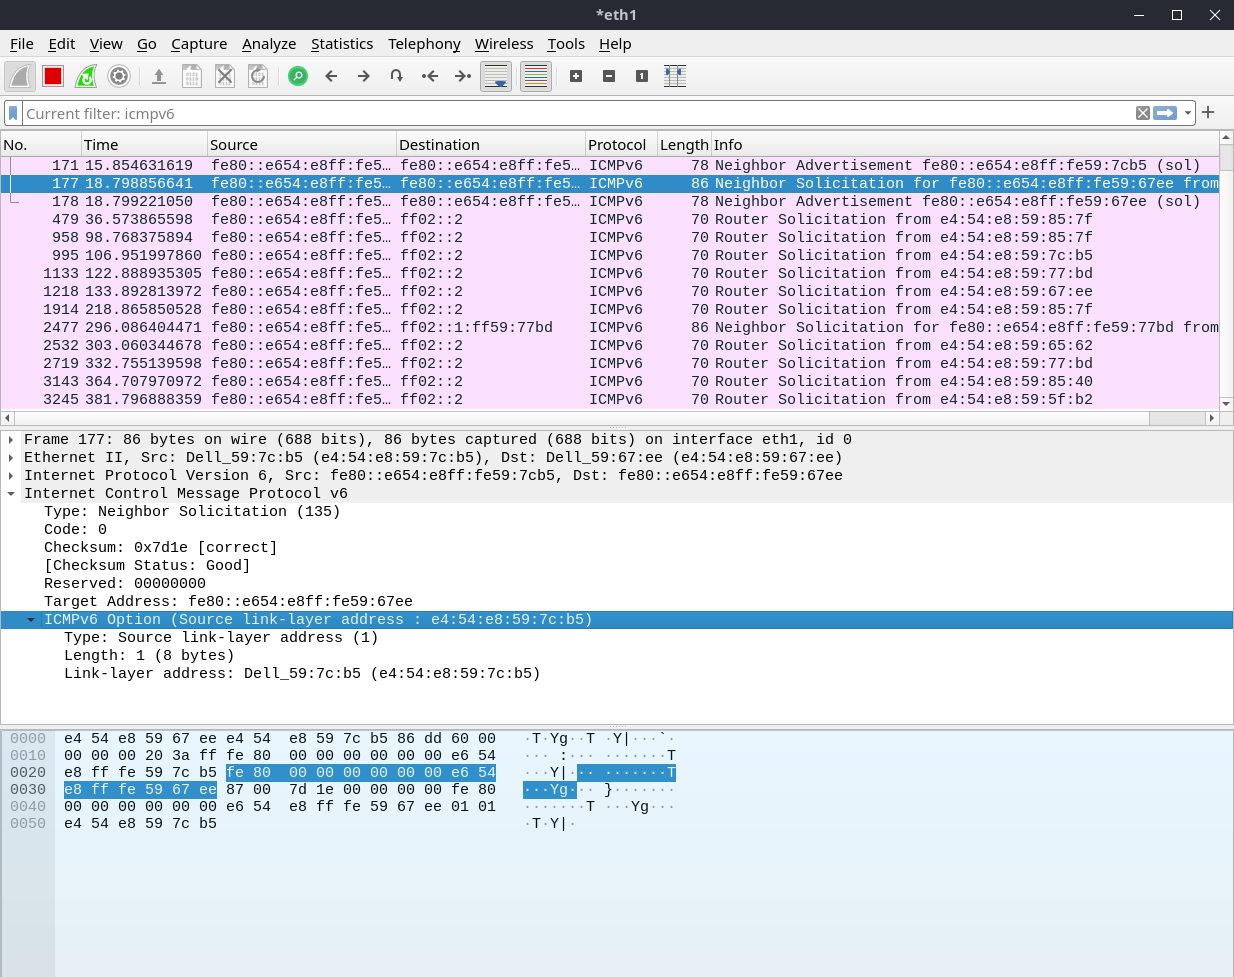 *eth1
File Edit View Go Capture Analyze Statistics Telephony Wireless Tools Help
Current filter: icmpv6
No. Time Source Destination Protocol Length Info
171 15.854631619 fe80::e654:e8ff:fe5… fe80::e654:e8ff:fe5… ICMPv6 78 Neighbor Advertisement fe80::e654:e8ff:fe59:7cb5 (sol)
177 18.798856641 fe80::e654:e8ff:fe5… fe80::e654:e8ff:fe5… ICMPv6 86 Neighbor Solicitation for fe80::e654:e8ff:fe59:67ee from
178 18.799221050 fe80::e654:e8ff:fe5… fe80::e654:e8ff:fe5… ICMPv6 78 Neighbor Advertisement fe80::e654:e8ff:fe59:67ee (sol)
479 36.573865598 fe80::e654:e8ff:fe5… ff02::2 ICMPv6 70 Router Solicitation from e4:54:e8:59:85:7f
958 98.768375894 fe80::e654:e8ff:fe5… ff02::2 ICMPv6 70 Router Solicitation from e4:54:e8:59:85:7f
995 106.951997860 fe80::e654:e8ff:fe5… ff02::2 ICMPv6 70 Router Solicitation from e4:54:e8:59:7c:b5
1133 122.888935305 fe80::e654:e8ff:fe5… ff02::2 ICMPv6 70 Router Solicitation from e4:54:e8:59:77:bd
1218 133.892813972 fe80::e654:e8ff:fe5… ff02::2 ICMPv6 70 Router Solicitation from e4:54:e8:59:67:ee
1914 218.865850528 fe80::e654:e8ff:fe5… ff02::2 ICMPv6 70 Router Solicitation from e4:54:e8:59:85:7f
2477 296.086404471 fe80::e654:e8ff:fe5… ff02::1:ff59:77bd ICMPv6 86 Neighbor Solicitation for fe80::e654:e8ff:fe59:77bd from
2532 303.060344678 fe80::e654:e8ff:fe5… ff02::2 ICMPv6 70 Router Solicitation from e4:54:e8:59:65:62
2719 332.755139598 fe80::e654:e8ff:fe5… ff02::2 ICMPv6 70 Router Solicitation from e4:54:e8:59:77:bd
3143 364.707970972 fe80::e654:e8ff:fe5… ff02::2 ICMPv6 70 Router Solicitation from e4:54:e8:59:85:40
3245 381.796888359 fe80::e654:e8ff:fe5… ff02::2 ICMPv6 70 Router Solicitation from e4:54:e8:59:5f:b2
Frame 177: 86 bytes on wire (688 bits), 86 bytes captured (688 bits) on interface eth1, id 0
Ethernet II, Src: Dell_59:7c:b5 (e4:54:e8:59:7c:b5), Dst: Dell_59:67:ee (e4:54:e8:59:67:ee)
Internet Protocol Version 6, Src: fe80::e654:e8ff:fe59:7cb5, Dst: fe80::e654:e8ff:fe59:67ee
Internet Control Message Protocol v6
Type: Neighbor Solicitation (135)
Code: 0
Checksum: 0x7d1e [correct]
[Checksum Status: Good]
Reserved: 00000000
Target Address: fe80::e654:e8ff:fe59:67ee
ICMPv6 Option (Source link-layer address : e4:54:e8:59:7c:b5)
Type: Source link-layer address (1)
Length: 1 (8 bytes)
Link-layer address: Dell_59:7c:b5 (e4:54:e8:59:7c:b5)
0000 e4 54 e8 59 67 ee e4 54 e8 59 7c b5 86 dd 60 00 ·T·Yg··T ·Y|···`·
0010 00 00 00 20 3a ff fe 80 00 00 00 00 00 00 e6 54 ··· :··· ·······T
0020 e8 ff fe 59 7c b5 fe 80 00 00 00 00 00 00 e6 54 ···Y|··· ·······T
0030 e8 ff fe 59 67 ee 87 00 7d 1e 00 00 00 00 fe 80 ···Yg··· }·······
0040 00 00 00 00 00 00 e6 54 e8 ff fe 59 67 ee 01 01 ·······T ···Yg···
0050 e4 54 e8 59 7c b5 ·T·Y|·